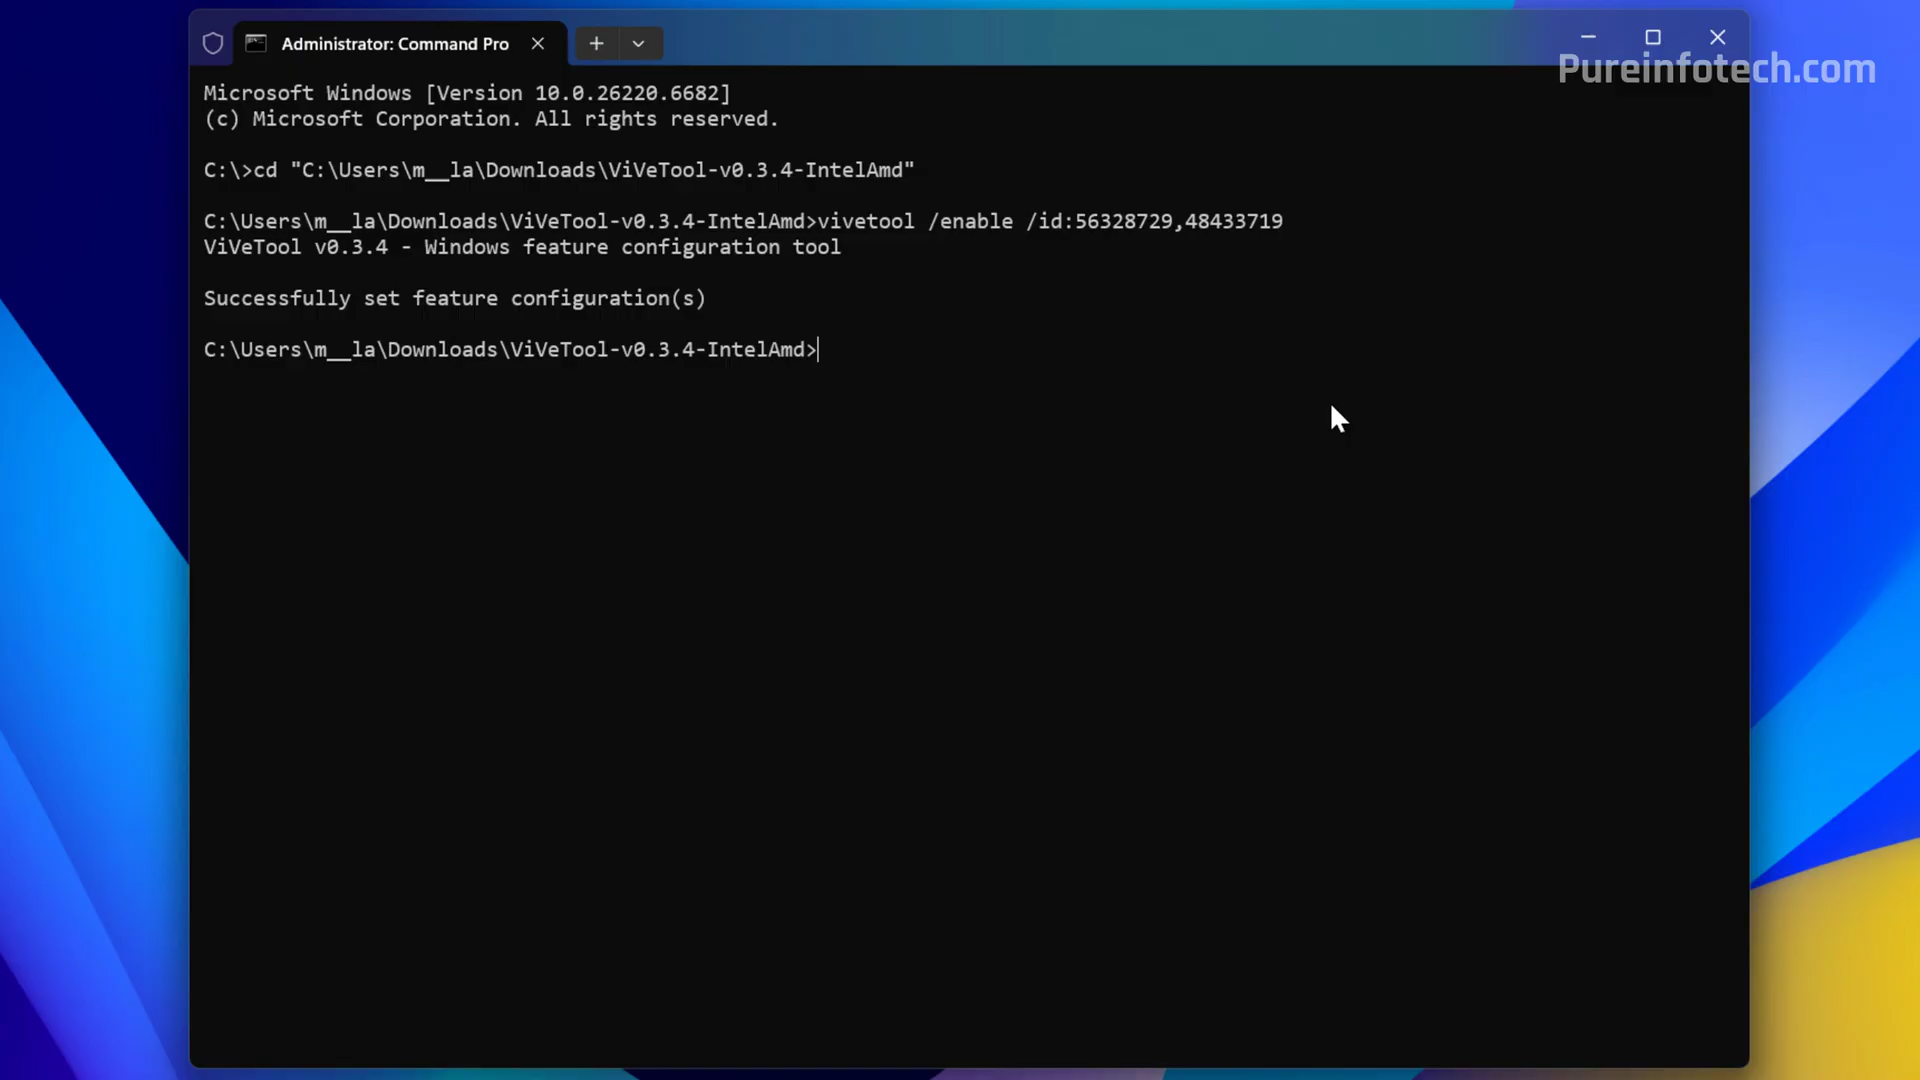 Administrator: Command Pro
Pureinfotech.com
Microsoft Windows [Version 10.0.26220.6682]
(c) Microsoft Corporation. All rights reserved.
C:\>cd "C:\Users\m__la\Downloads\ViVeTool-v0.3.4-IntelAmd"
C:\Users\m__la\Downloads\ViVeTool-v0.3.4-IntelAmd>vivetool /enable /id:56328729,48433719
ViVeTool v0.3.4 - Windows feature configuration tool
Successfully set feature configuration(s)
C:\Users\m__la\Downloads\ViVeTool-v0.3.4-IntelAmd>